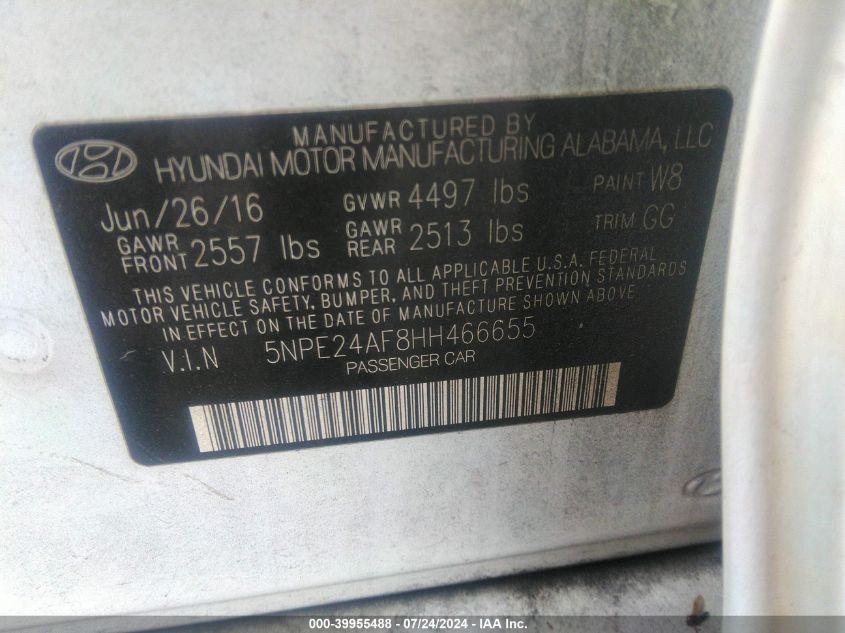 MANUFACTURED BY
HYUNDAI MOTOR MANUFACTURING ALABAMA, LLC
Jun/26/16 GVWR 4497 lbs PAINT W8
GAWR FRONT 2557 lbs GAWR REAR 2513 lbs TRIM GG
THIS VEHICLE CONFORMS TO ALL APPLICABLE U.S.A. FEDERAL
MOTOR VEHICLE SAFETY, BUMPER, AND THEFT PREVENTION STANDARDS
IN EFFECT ON THE DATE OF MANUFACTURE SHOWN ABOVE
V.I.N 5NPE24AF8HH466655
PASSENGER CAR
000-39955488 - 07/24/2024 - IAA Inc.